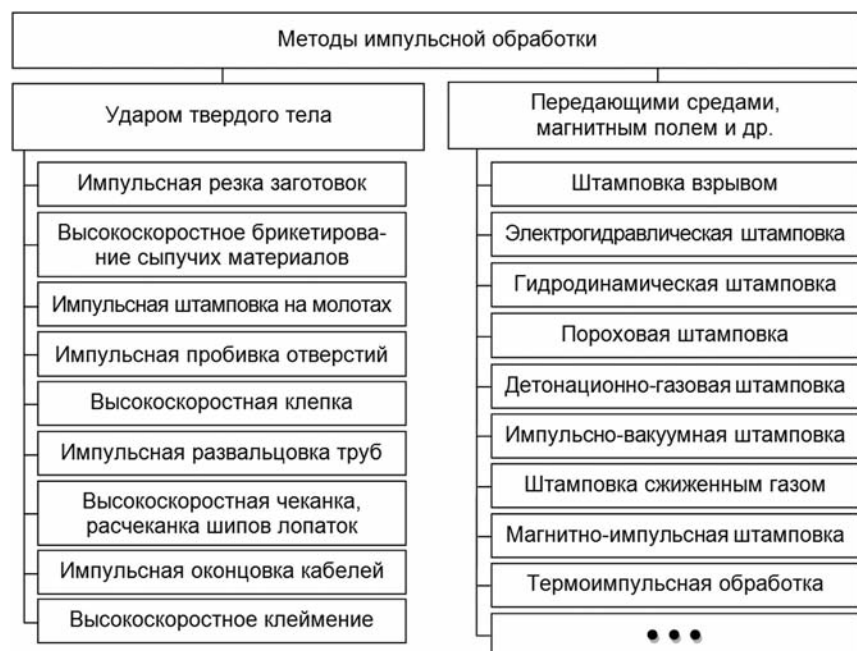 Методы импульсной обработки
Ударом твердого тела
Импульсная резка заготовок
Высокоскоростное брикетирова-
ние сыпучих материалов
Импульсная штамповка на молотах
Импульсная пробивка отверстий
Высокоскоростная клепка
Импульсная развальцовка труб
Высокоскоростная чеканка,
расчеканка шипов лопаток
Импульсная оконцовка кабелей
Высокоскоростное клеймение
Передающими средами,
магнитным полем и др.
Штамповка взрывом
Электрогидравлическая штамповка
Гидродинамическая штамповка
Пороховая штамповка
Детонационно-газовая штамповка
Импульсно-вакуумная штамповка
Штамповка сжиженным газом
Магнитно-импульсная штамповка
Термоимпульсная обработка
•••